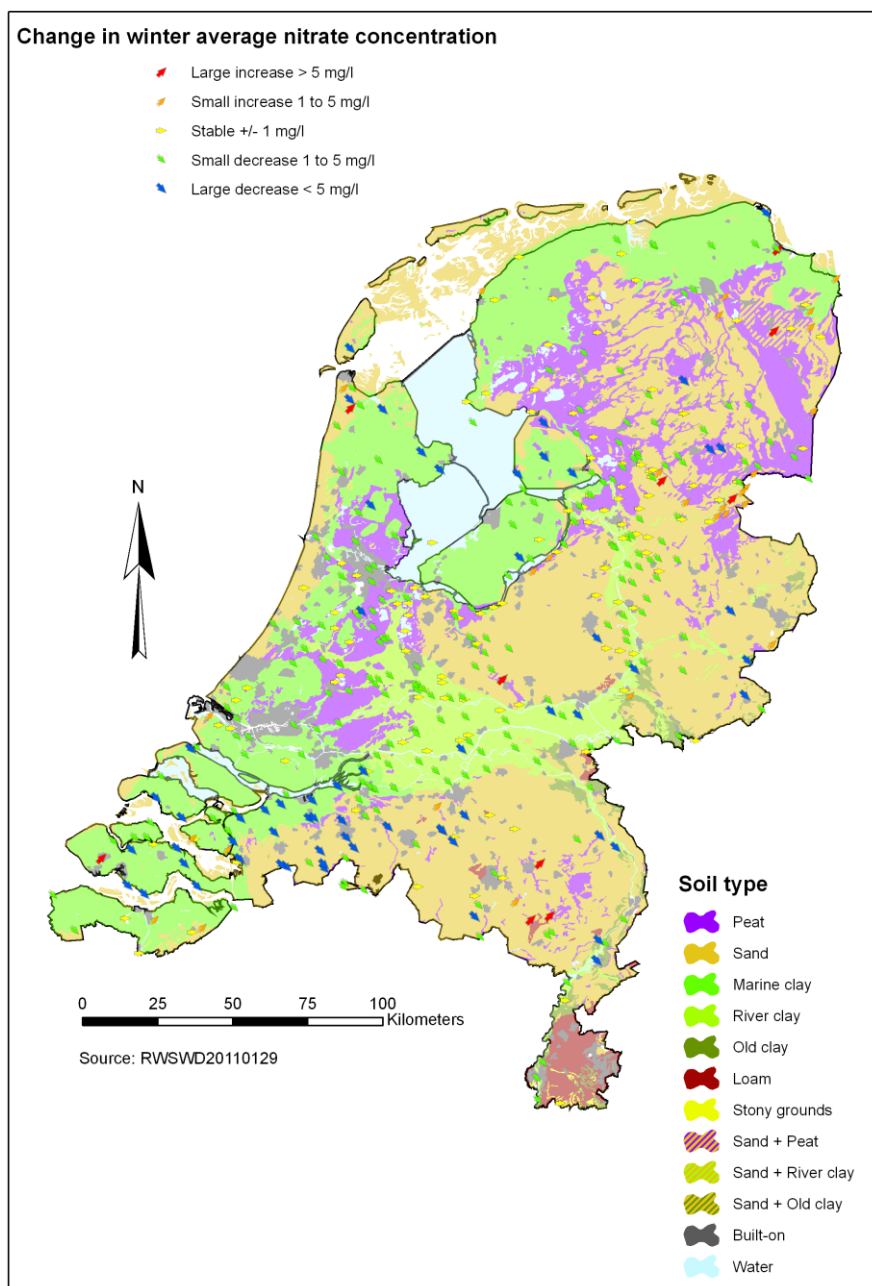 Change in winter average nitrate concentration
Large increase > 5 mg/l
Small increase 1 to 5 mg/l
Stable +/- 1 mg/l
Small decrease 1 to 5 mg/l
Large decrease < 5 mg/l
N
Soil type
Peat
Sand
Marine clay
River clay
Old clay
Loam
Stony grounds
Sand + Peat
Sand + River clay
Sand + Old clay
Built-on
Water
0 25 50 75 100
Kilometers
Source: RWSWD20110129